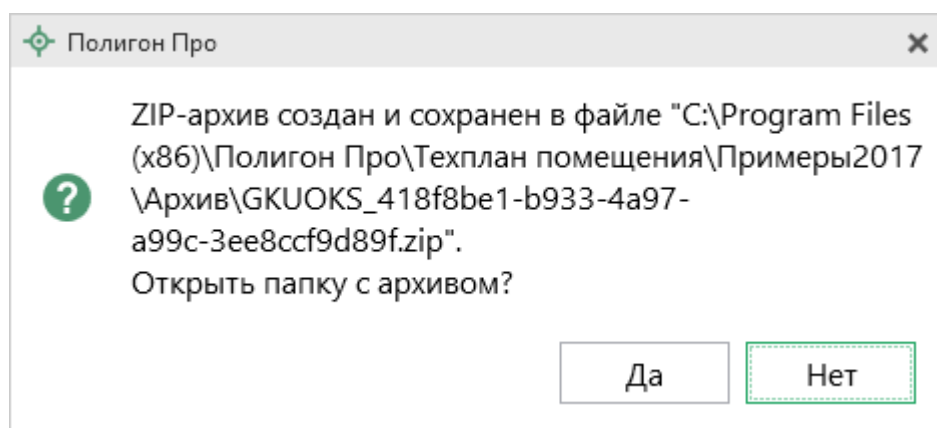 Полигон Про
ZIP-архив создан и сохранен в файле "C:\Program Files
(x86)\Полигон Про\Техплан помещения\Примеры2017
\Архив\GKUOKS_418f8be1-b933-4a97-
a99c-3ee8ccf9d89f.zip".
Открыть папку с архивом?
Да
Нет